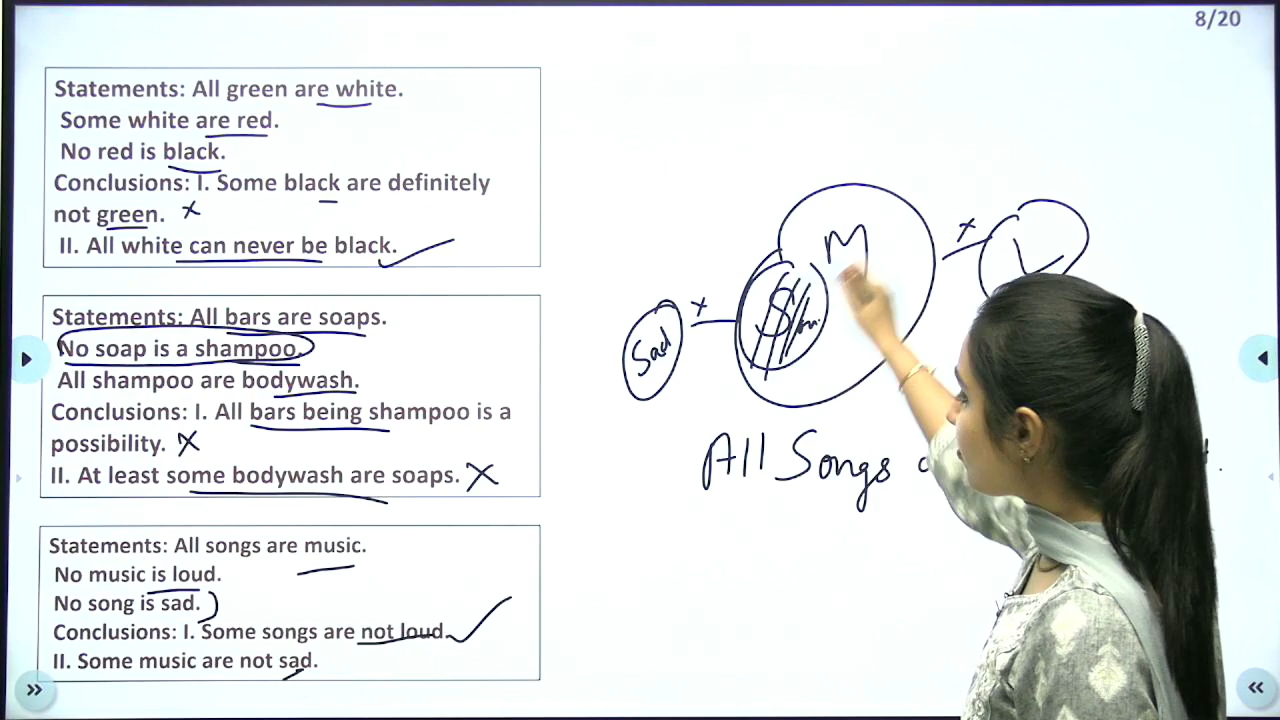 8/20
Statements: All green are white.
Some white are red.
No red is black.
Conclusions: I. Some black are definitely
not green. x
II. All white can never be black.
Statements: All bars are soaps.
No soap is a shampoo.
All shampoo are bodywash.
Conclusions: I. All bars being shampoo is a
possibility. X
II. At least some bodywash are soaps. X
Statements: All songs are music.
No music is loud.
No song is sad.
Conclusions: I. Some songs are not loud.
II. Some music are not sad.
M
x
L
x
S
Sad
All Songs